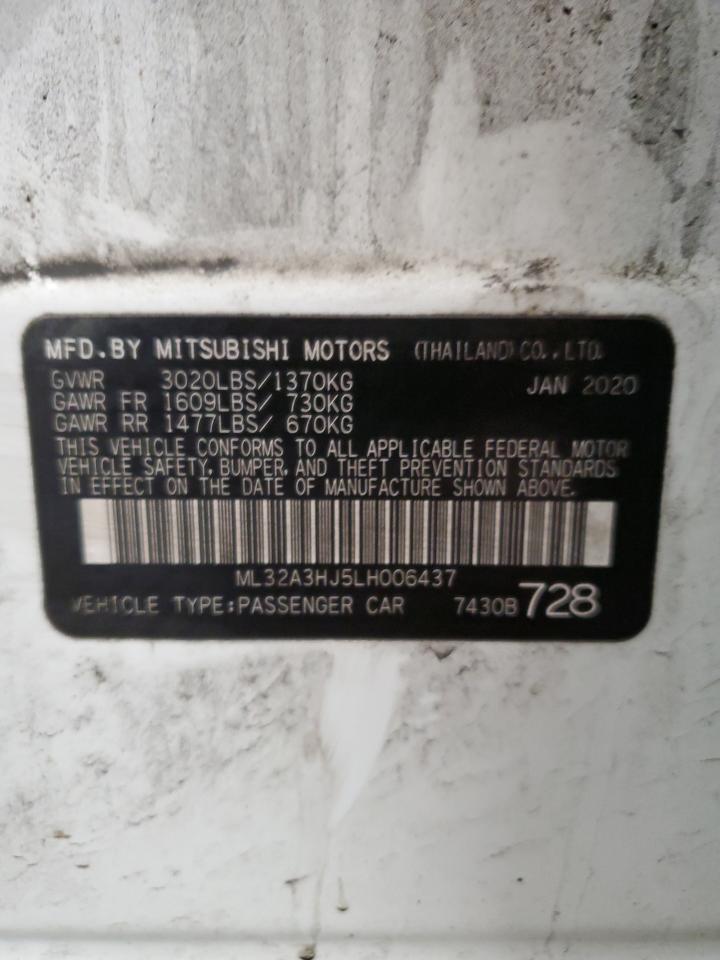 MFD.BY MITSUBISHI MOTORS (THAILAND) CO.,LTD.
GVWR 3020LBS/1370KG JAN 2020
GAWR FR 1609LBS/ 730KG
GAWR RR 1477LBS/ 670KG
THIS VEHICLE CONFORMS TO ALL APPLICABLE FEDERAL MOTOR
VEHICLE SAFETY, BUMPER, AND THEFT PREVENTION STANDARDS
IN EFFECT ON THE DATE OF MANUFACTURE SHOWN ABOVE.
ML32A3HJ5LH006437
VEHICLE TYPE:PASSENGER CAR 7430B 728